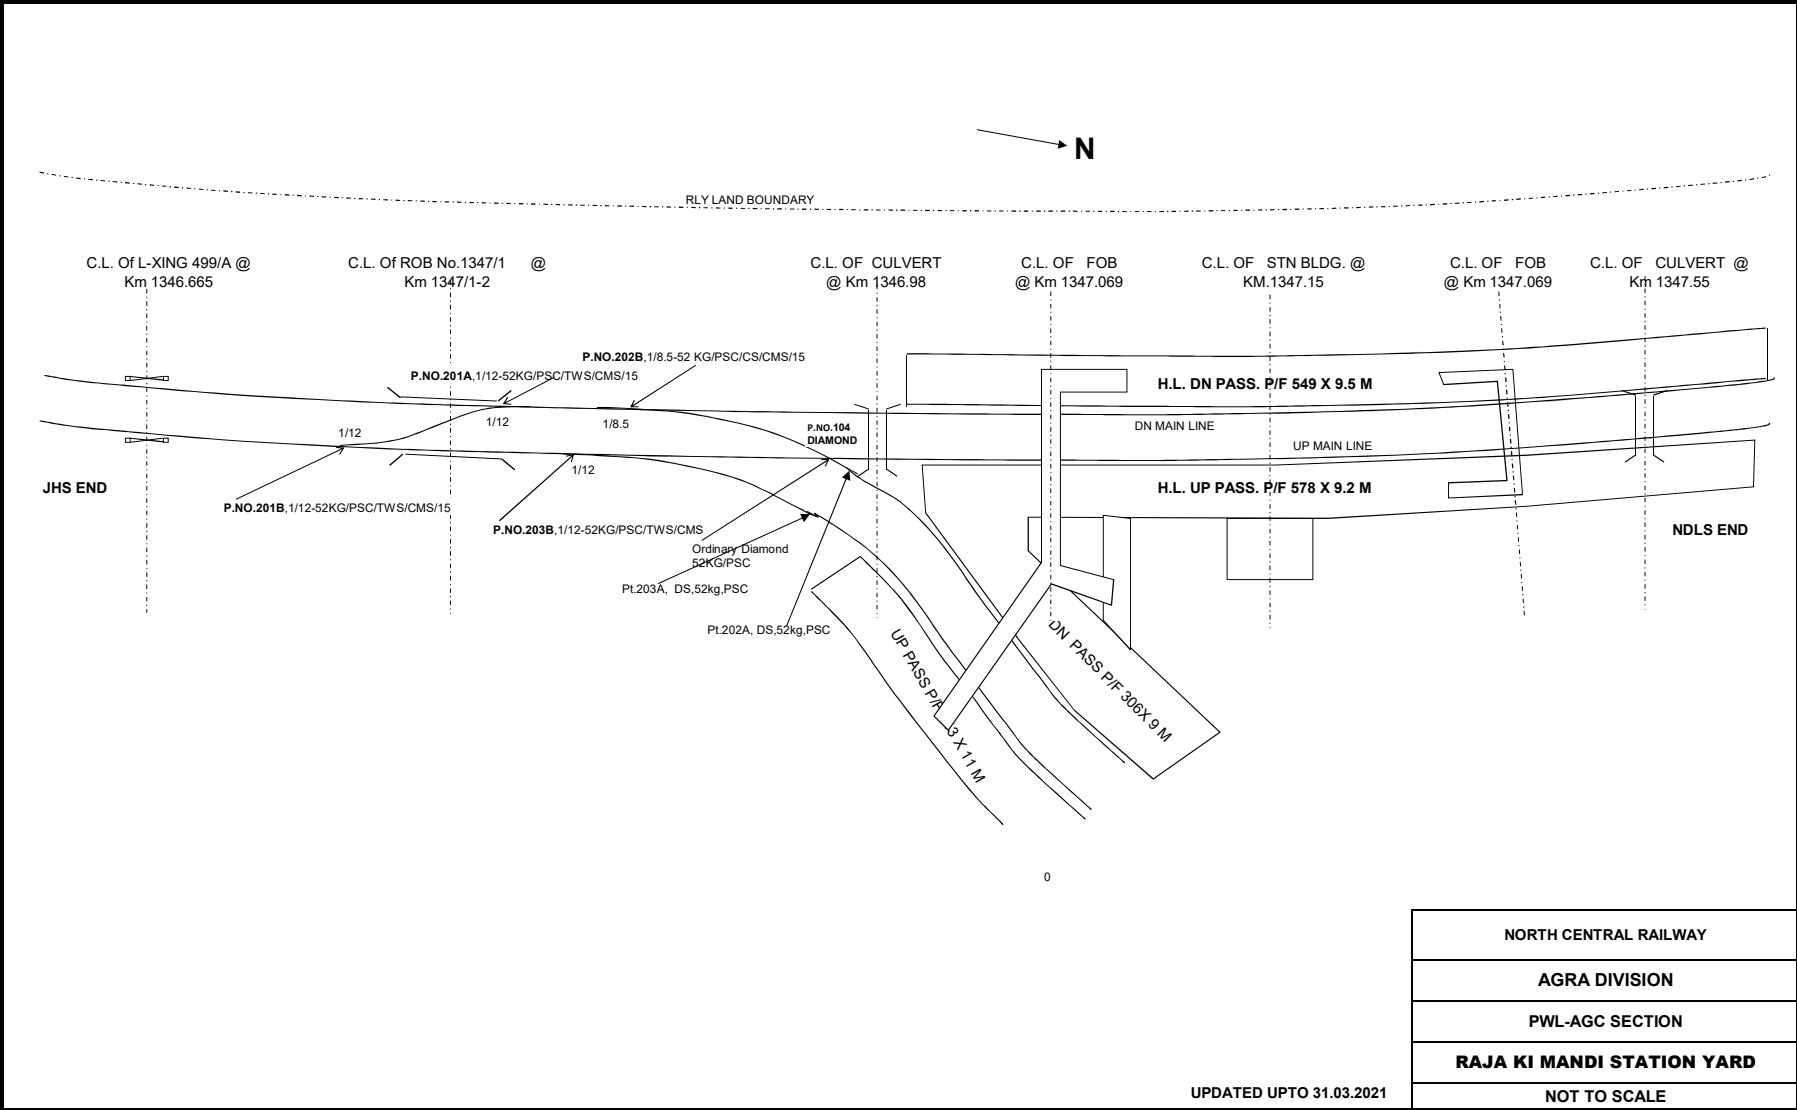 N
RLY LAND BOUNDARY
C.L. Of L-XING 499/A @
Km 1346.665
C.L. Of ROB No.1347/1 @
Km 1347/1-2
C.L. OF CULVERT
@ Km 1346.98
C.L. OF FOB
@ Km 1347.069
C.L. OF STN BLDG. @
KM.1347.15
C.L. OF FOB
@ Km 1347.069
C.L. OF CULVERT @
Km 1347.55
P.NO.202B,1/8.5-52 KG/PSC/CS/CMS/15
P.NO.201A,1/12-52KG/PSC/TWS/CMS/15
H.L. DN PASS. P/F 549 X 9.5 M
1/12
1/12
1/8.5
P.NO.104
DIAMOND
DN MAIN LINE
UP MAIN LINE
1/12
JHS END
H.L. UP PASS. P/F 578 X 9.2 M
P.NO.201B,1/12-52KG/PSC/TWS/CMS/15
P.NO.203B,1/12-52KG/PSC/TWS/CMS
NDLS END
Ordinary Diamond
52KG/PSC
Pt.203A, DS,52kg,PSC
Pt.202A, DS,52kg,PSC
UP PASS P/F 3 X 11 M
DN PASS P/F 306X 9 M
0
NORTH CENTRAL RAILWAY
AGRA DIVISION
PWL-AGC SECTION
RAJA KI MANDI STATION YARD
UPDATED UPTO 31.03.2021
NOT TO SCALE